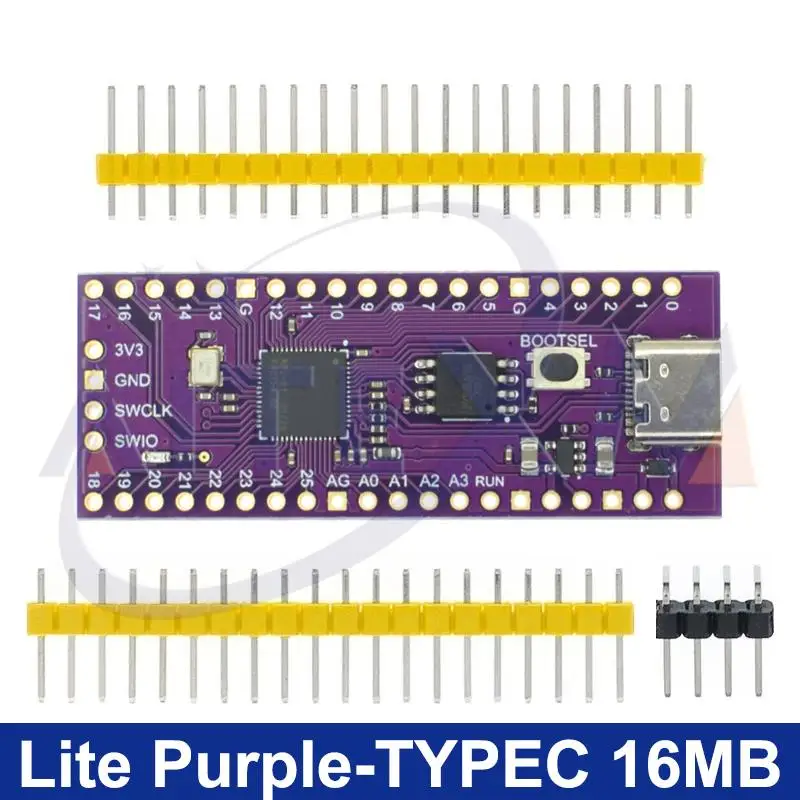 17 16 15 14 13 G 12 11 10 9 8 7 6 5 G 4 3 2 1 0
3V3
GND
SWCLK
SWIO
BOOTSEL
18 19 20 21 22 23 24 25 AG A0 A1 A2 A3 RUN
Lite Purple-TYPEC 16MB